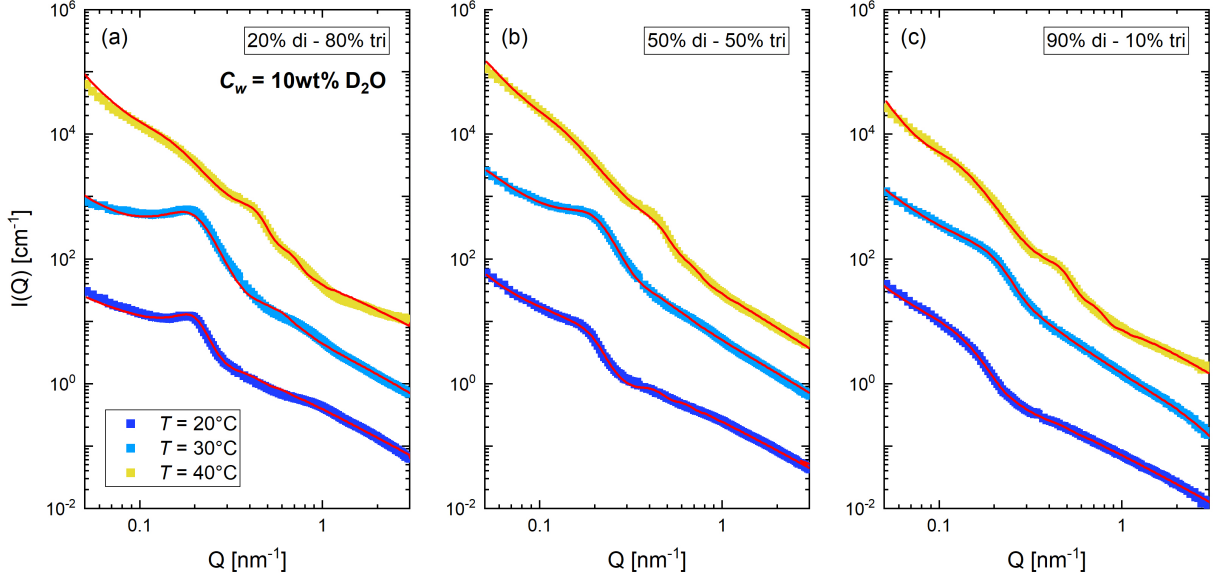 (a)
20% di - 80% tri
C_w = 10wt% D₂O
10⁶
10⁴
10²
10⁰
10⁻²
I(Q) [cm⁻¹]
T = 20°C
T = 30°C
T = 40°C
0.1
1
Q [nm⁻¹]
(b)
50% di - 50% tri
10⁶
10⁴
10²
10⁰
10⁻²
0.1
1
Q [nm⁻¹]
(c)
90% di - 10% tri
10⁶
10⁴
10²
10⁰
10⁻²
0.1
1
Q [nm⁻¹]